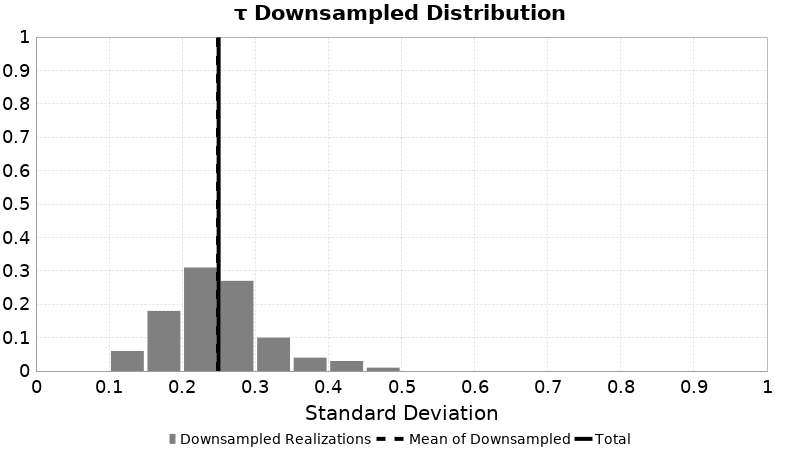 τ Downsampled Distribution
1
0.9
0.8
0.7
0.6
0.5
0.4
0.3
0.2
0.1
0
0 0.1 0.2 0.3 0.4 0.5 0.6 0.7 0.8 0.9 1
Standard Deviation
Downsampled Realizations Mean of Downsampled Total